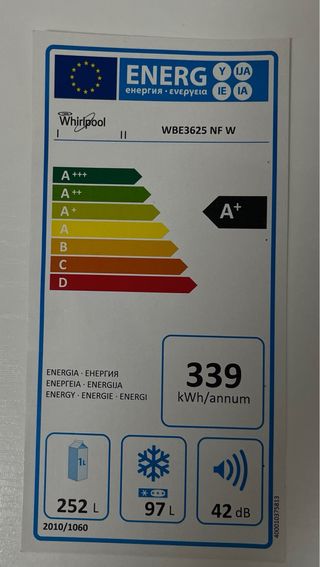 ENERG Y IJA
енергия · ενεργεια IE IA
Whirlpool
WBE3625 NF W
I II
A+++
A++
A+
A
B
C
D
A+
ENERGIA · ЕНЕРГИЯ
ΕΝΕΡΓΕΙΑ · ENERGIJA
ENERGY · ENERGIE · ENERGI
339
kWh/annum
1L
252 L
97 L
42 dB
2010/1060
400010375813